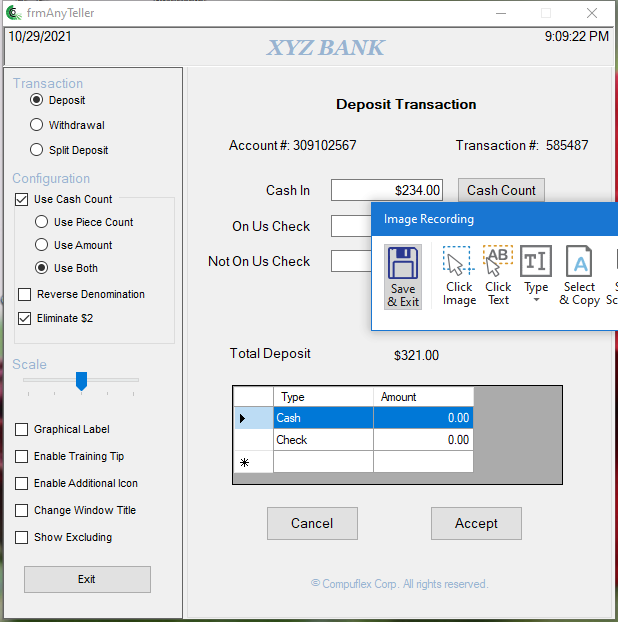 frmAnyTeller
10/29/2021
XYZ BANK
9:09:22 PM
Transaction
Deposit
Withdrawal
Split Deposit
Configuration
Use Cash Count
Use Piece Count
Use Amount
Use Both
Reverse Denomination
Eliminate $2
Scale
Graphical Label
Enable Training Tip
Enable Additional Icon
Change Window Title
Show Excluding
Exit
Deposit Transaction
Account #: 309102567
Transaction #: 585487
Cash In
$234.00
Cash Count
On Us Check
Not On Us Check
Image Recording
Save
& Exit
Click
Image
AB
Click
Text
TI
Type
A
Select
& Copy
Total Deposit
$321.00
Type Amount
Cash 0.00
Check 0.00
Cancel
Accept
© Compuflex Corp. All rights reserved.